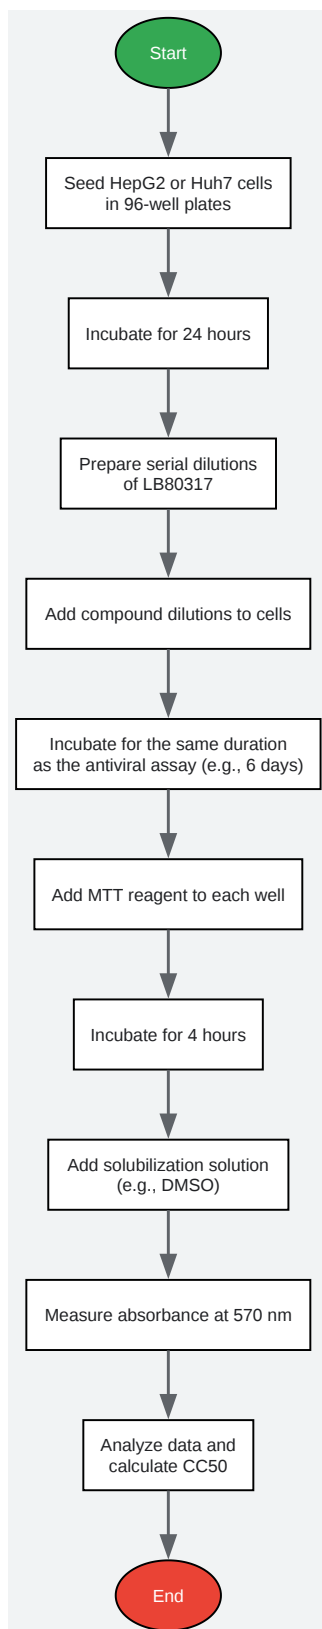 Start
Seed HepG2 or Huh7 cells
in 96-well plates
Incubate for 24 hours
Prepare serial dilutions
of LB80317
Add compound dilutions to cells
Incubate for the same duration
as the antiviral assay (e.g., 6 days)
Add MTT reagent to each well
Incubate for 4 hours
Add solubilization solution
(e.g., DMSO)
Measure absorbance at 570 nm
Analyze data and
calculate CC50
End